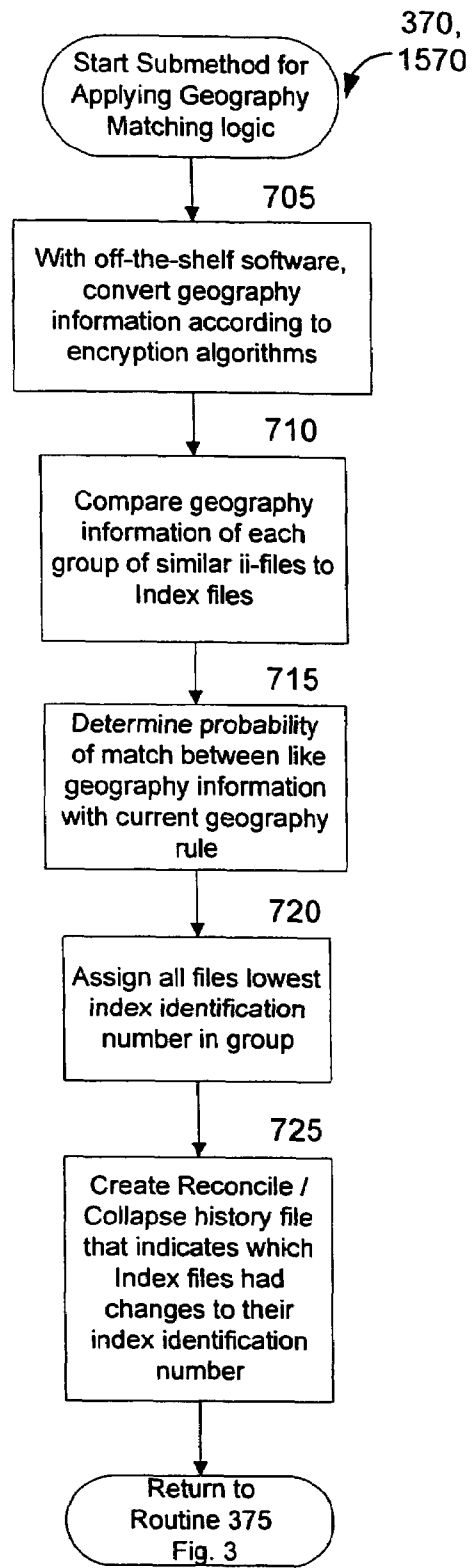 370,
1570
Start Submethod for
Applying Geography
Matching logic
705
With off-the-shelf software,
convert geography
information according to
encryption algorithms
710
Compare geography
information of each
group of similar ii-files to
Index files
715
Determine probability
of match between like
geography information
with current geography
rule
720
Assign all files lowest
index identification
number in group
725
Create Reconcile /
Collapse history file
that indicates which
Index files had
changes to their
index identification
number
Return to
Routine 375
Fig. 3